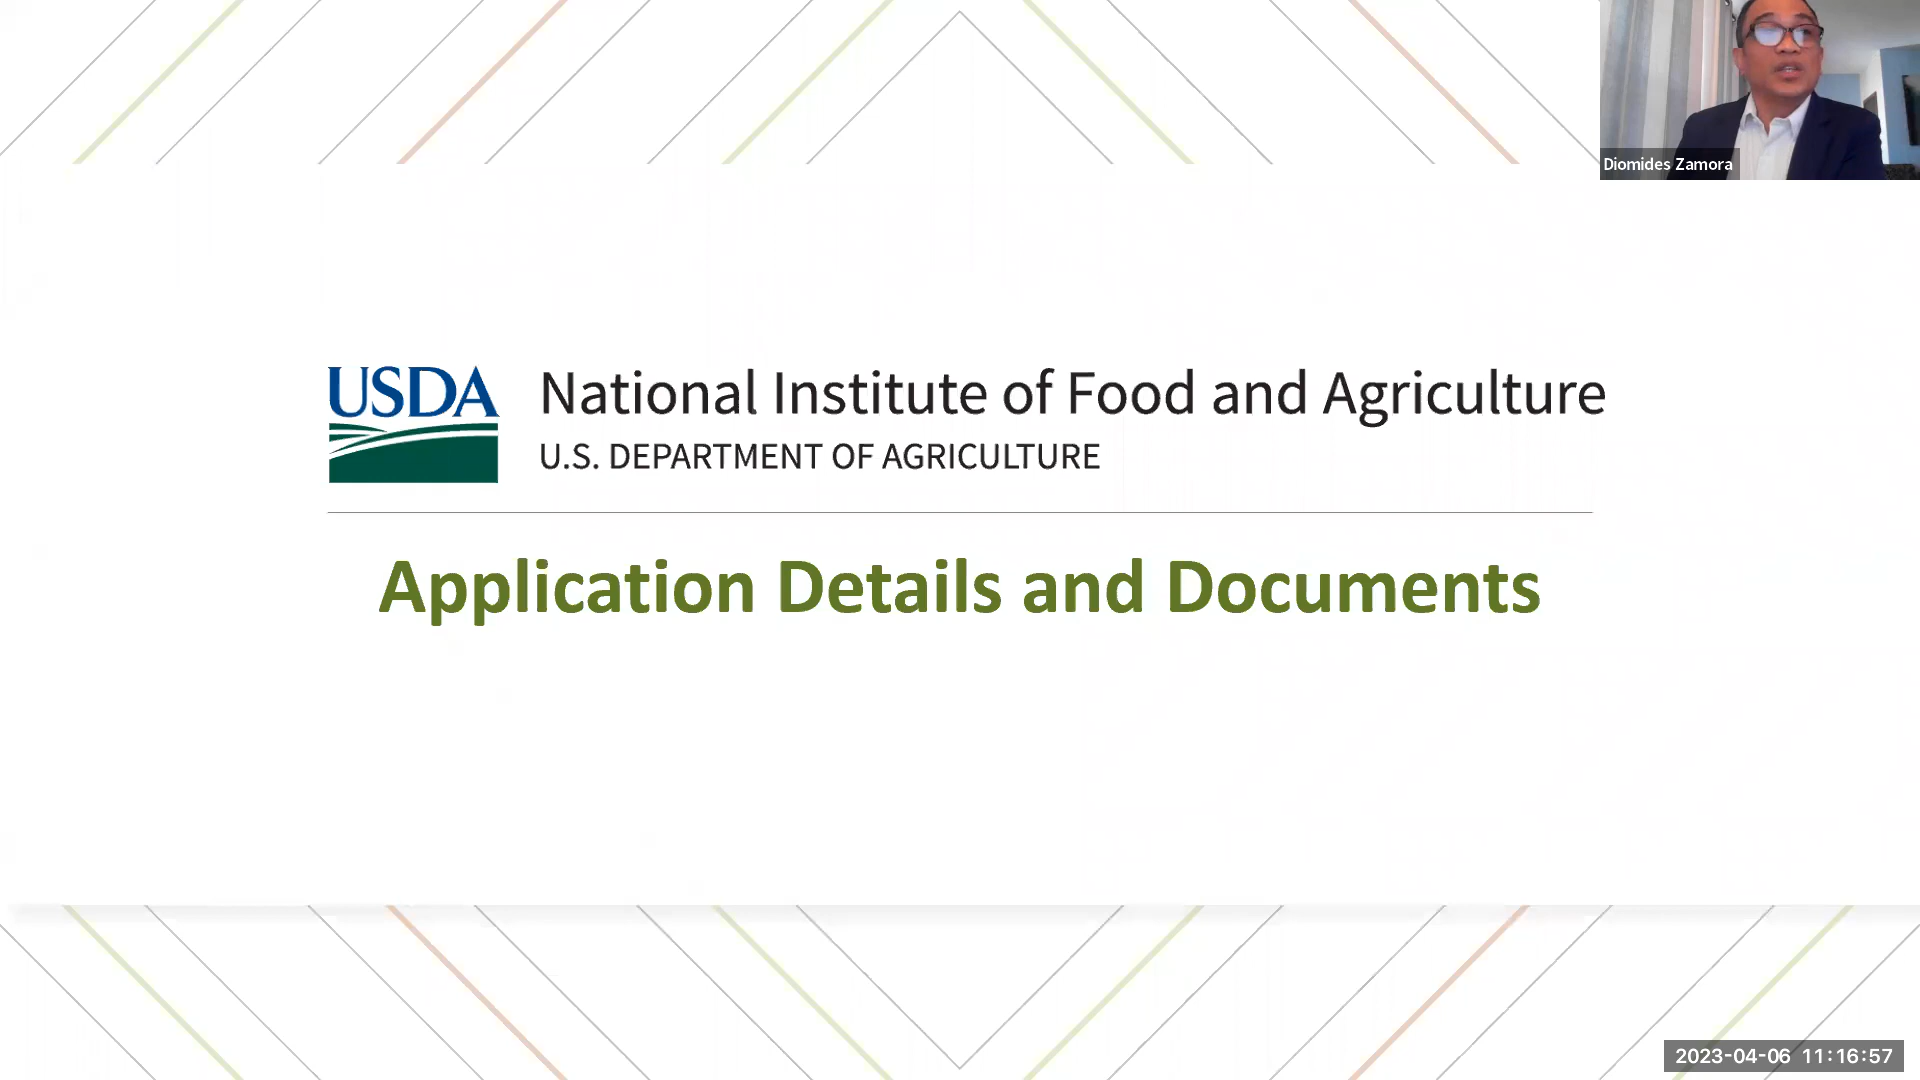 Diomides Zamora
USDA
National Institute of Food and Agriculture
U.S. DEPARTMENT OF AGRICULTURE
Application Details and Documents
2023-04-06 11:16:57